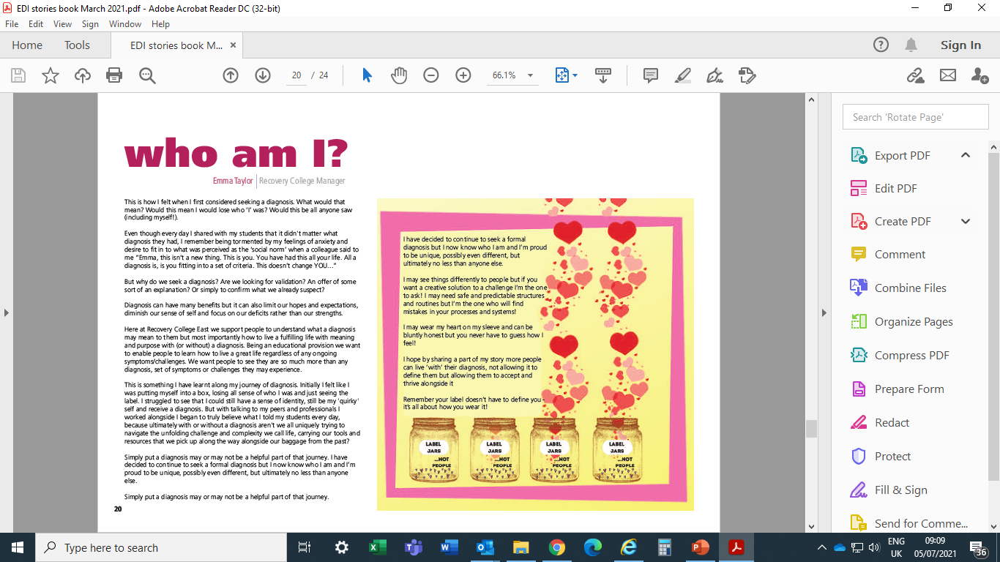 EDI stories book March 2021.pdf - Adobe Acrobat Reader DC (32-bit)
File Edit View Sign Window Help
Home Tools EDI stories book M... × Sign In
20 / 24 66.1%
who am I?
Emma Taylor | Recovery College Manager
This is how I felt when I first considered seeking a diagnosis. What would that
mean? Would this mean I would lose who ‘I’ was? Would this be all anyone saw
(including myself!).
Even though every day I shared with my students that it didn't matter what
diagnosis they had, I remember being tormented by my feelings of anxiety and
desire to fit in to what was perceived as the ‘social norm’ when a colleague said to
me “Emma, this isn't a new thing. This is you. You have had this all your life. All a
diagnosis is, is you fitting into a set of criteria. This doesn't change YOU…”
But why do we seek a diagnosis? Are we looking for validation? An offer of some
sort of an explanation? Or simply to confirm what we already suspect?
Diagnosis can have many benefits but it can also limit our hopes and expectations,
diminish our sense of self and focus on our deficits rather than our strengths.
Here at Recovery College East we support people to understand what a diagnosis
may mean to them but most importantly how to live a fulfilling life with meaning
and purpose with (or without) a diagnosis. Being an educational provision we want
to enable people to learn how to live a great life regardless of any ongoing
symptoms/challenges. We want people to see they are so much more than any
diagnosis, set of symptoms or challenges they may experience.
This is something I have learnt along my journey of diagnosis. Initially I felt like I
was putting myself into a box, losing all sense of who I was and just seeing the
label. I struggled to see that I could still have a sense of identity, still be my 'quirky'
self and receive a diagnosis. But with talking to my peers and professionals I
worked alongside I began to truly believe what I told my students every day,
because ultimately with or without a diagnosis aren't we all uniquely trying to
navigate the unfolding challenge and complexity we call life, carrying our tools and
resources that we pick up along the way alongside our baggage from the past?
Simply put a diagnosis may or may not be a helpful part of that journey. I have
decided to continue to seek a formal diagnosis but I now know who I am and I'm
proud to be unique, possibly even different, but ultimately no less than anyone
else.
Simply put a diagnosis may or may not be a helpful part of that journey.
20
I have decided to continue to seek a formal
diagnosis but I now know who I am and I'm proud
to be unique, possibly even different, but
ultimately no less than anyone else.
I may see things differently to people but if you
want a creative solution to a challenge I'm the one
to ask! I may need safe and predictable structures
and routines but I'm the one who will find
mistakes in your processes and systems!
I may wear my heart on my sleeve and can be
bluntly honest but you never have to guess how I
feel!
I hope by sharing a part of my story more people
can live ‘with’ their diagnosis, not allowing it to
define them but allowing them to accept and
thrive alongside it
Remember your label doesn't have to define you -
it's all about how you wear it!
LABEL LABEL LABEL LABEL
JARS JARS JARS JARS
...NOT ...NOT ...NOT ...NOT
PEOPLE PEOPLE PEOPLE PEOPLE
Search 'Rotate Page'
Export PDF
Edit PDF
Create PDF
Comment
Combine Files
Organize Pages
Compress PDF
Prepare Form
Redact
Protect
Fill & Sign
Send for Comme...
Type here to search
ENG
UK
09:09
05/07/2021
36